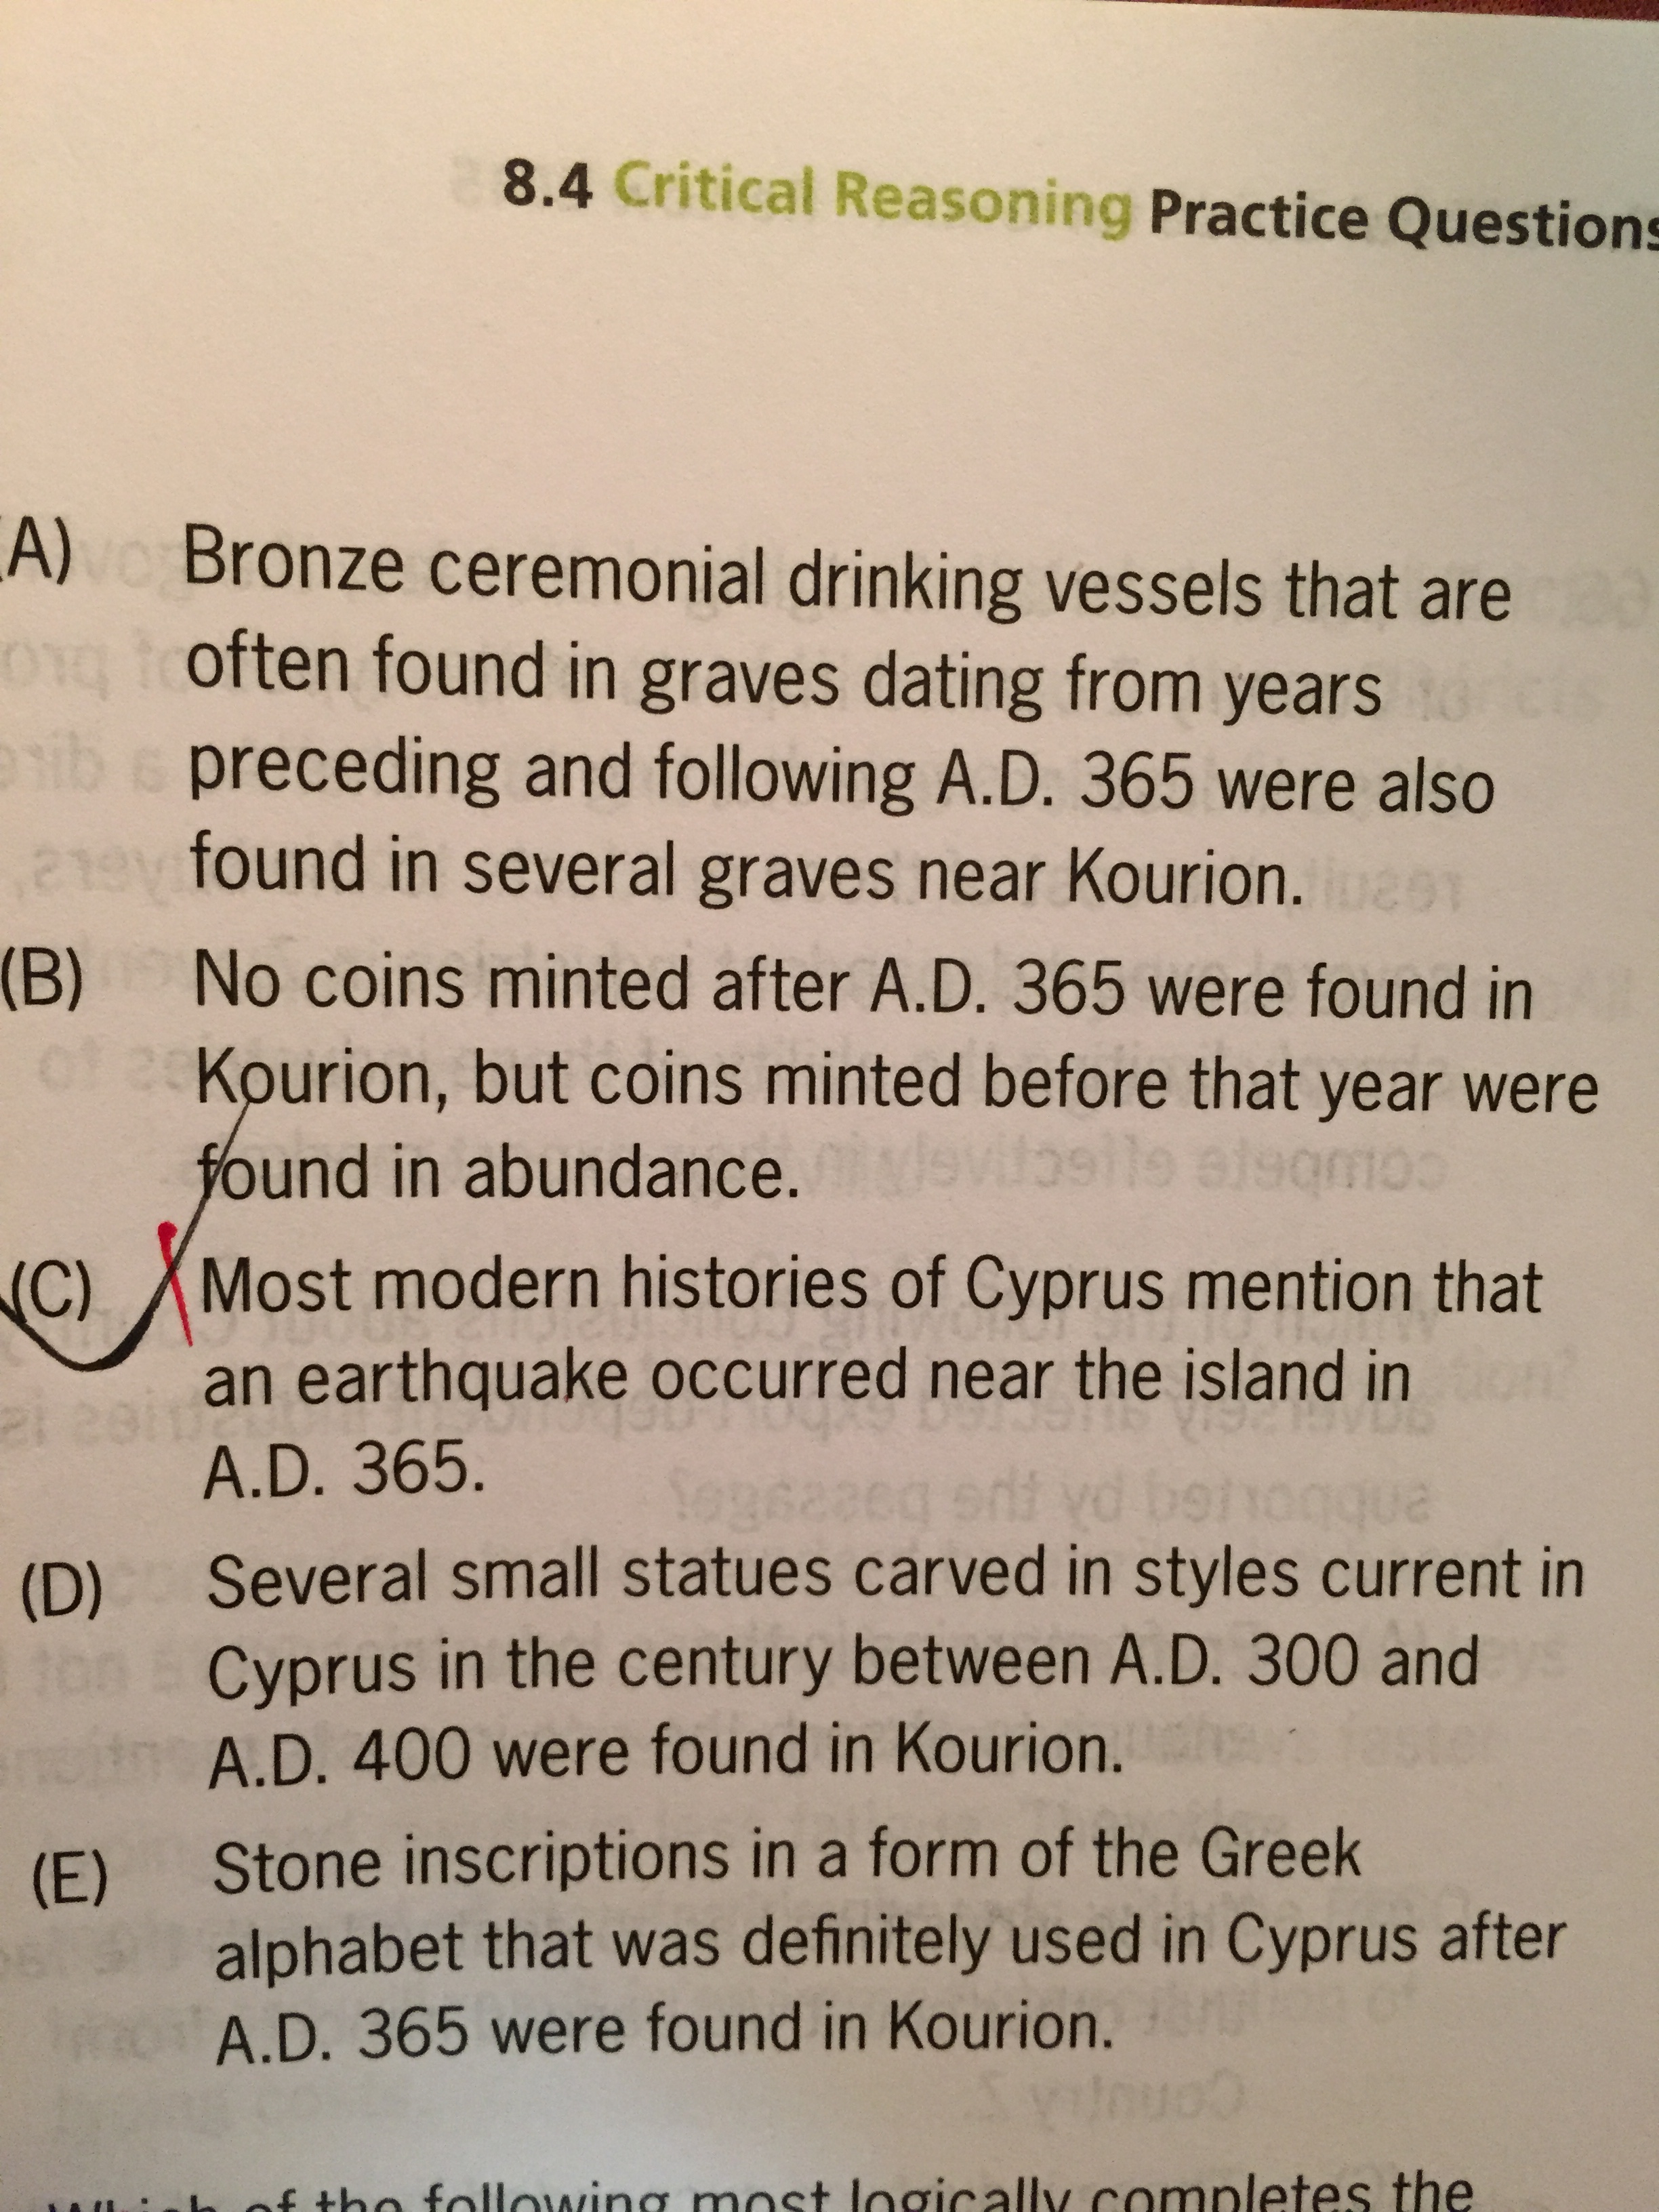 8.4 Critical Reasoning Practice Questions
(A) Bronze ceremonial drinking vessels that are
often found in graves dating from years
preceding and following A.D. 365 were also
found in several graves near Kourion.
(B) No coins minted after A.D. 365 were found in
Kourion, but coins minted before that year were
found in abundance.
(C) Most modern histories of Cyprus mention that
an earthquake occurred near the island in
A.D. 365.
(D) Several small statues carved in styles current in
Cyprus in the century between A.D. 300 and
A.D. 400 were found in Kourion.
(E) Stone inscriptions in a form of the Greek
alphabet that was definitely used in Cyprus after
A.D. 365 were found in Kourion.
Which of the following most logically completes the